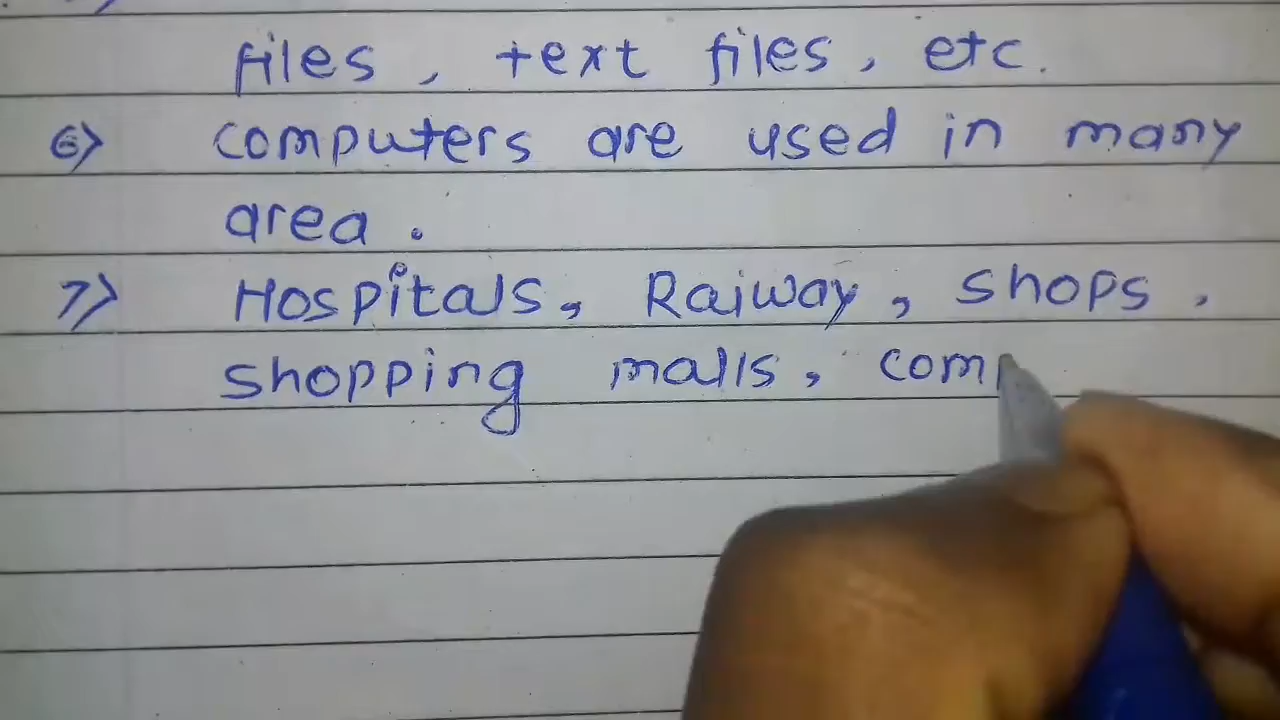 files, text files, etc.
6) computers are used in many
area.
7) Hospitals, Raiway, shops.
shopping malls, com